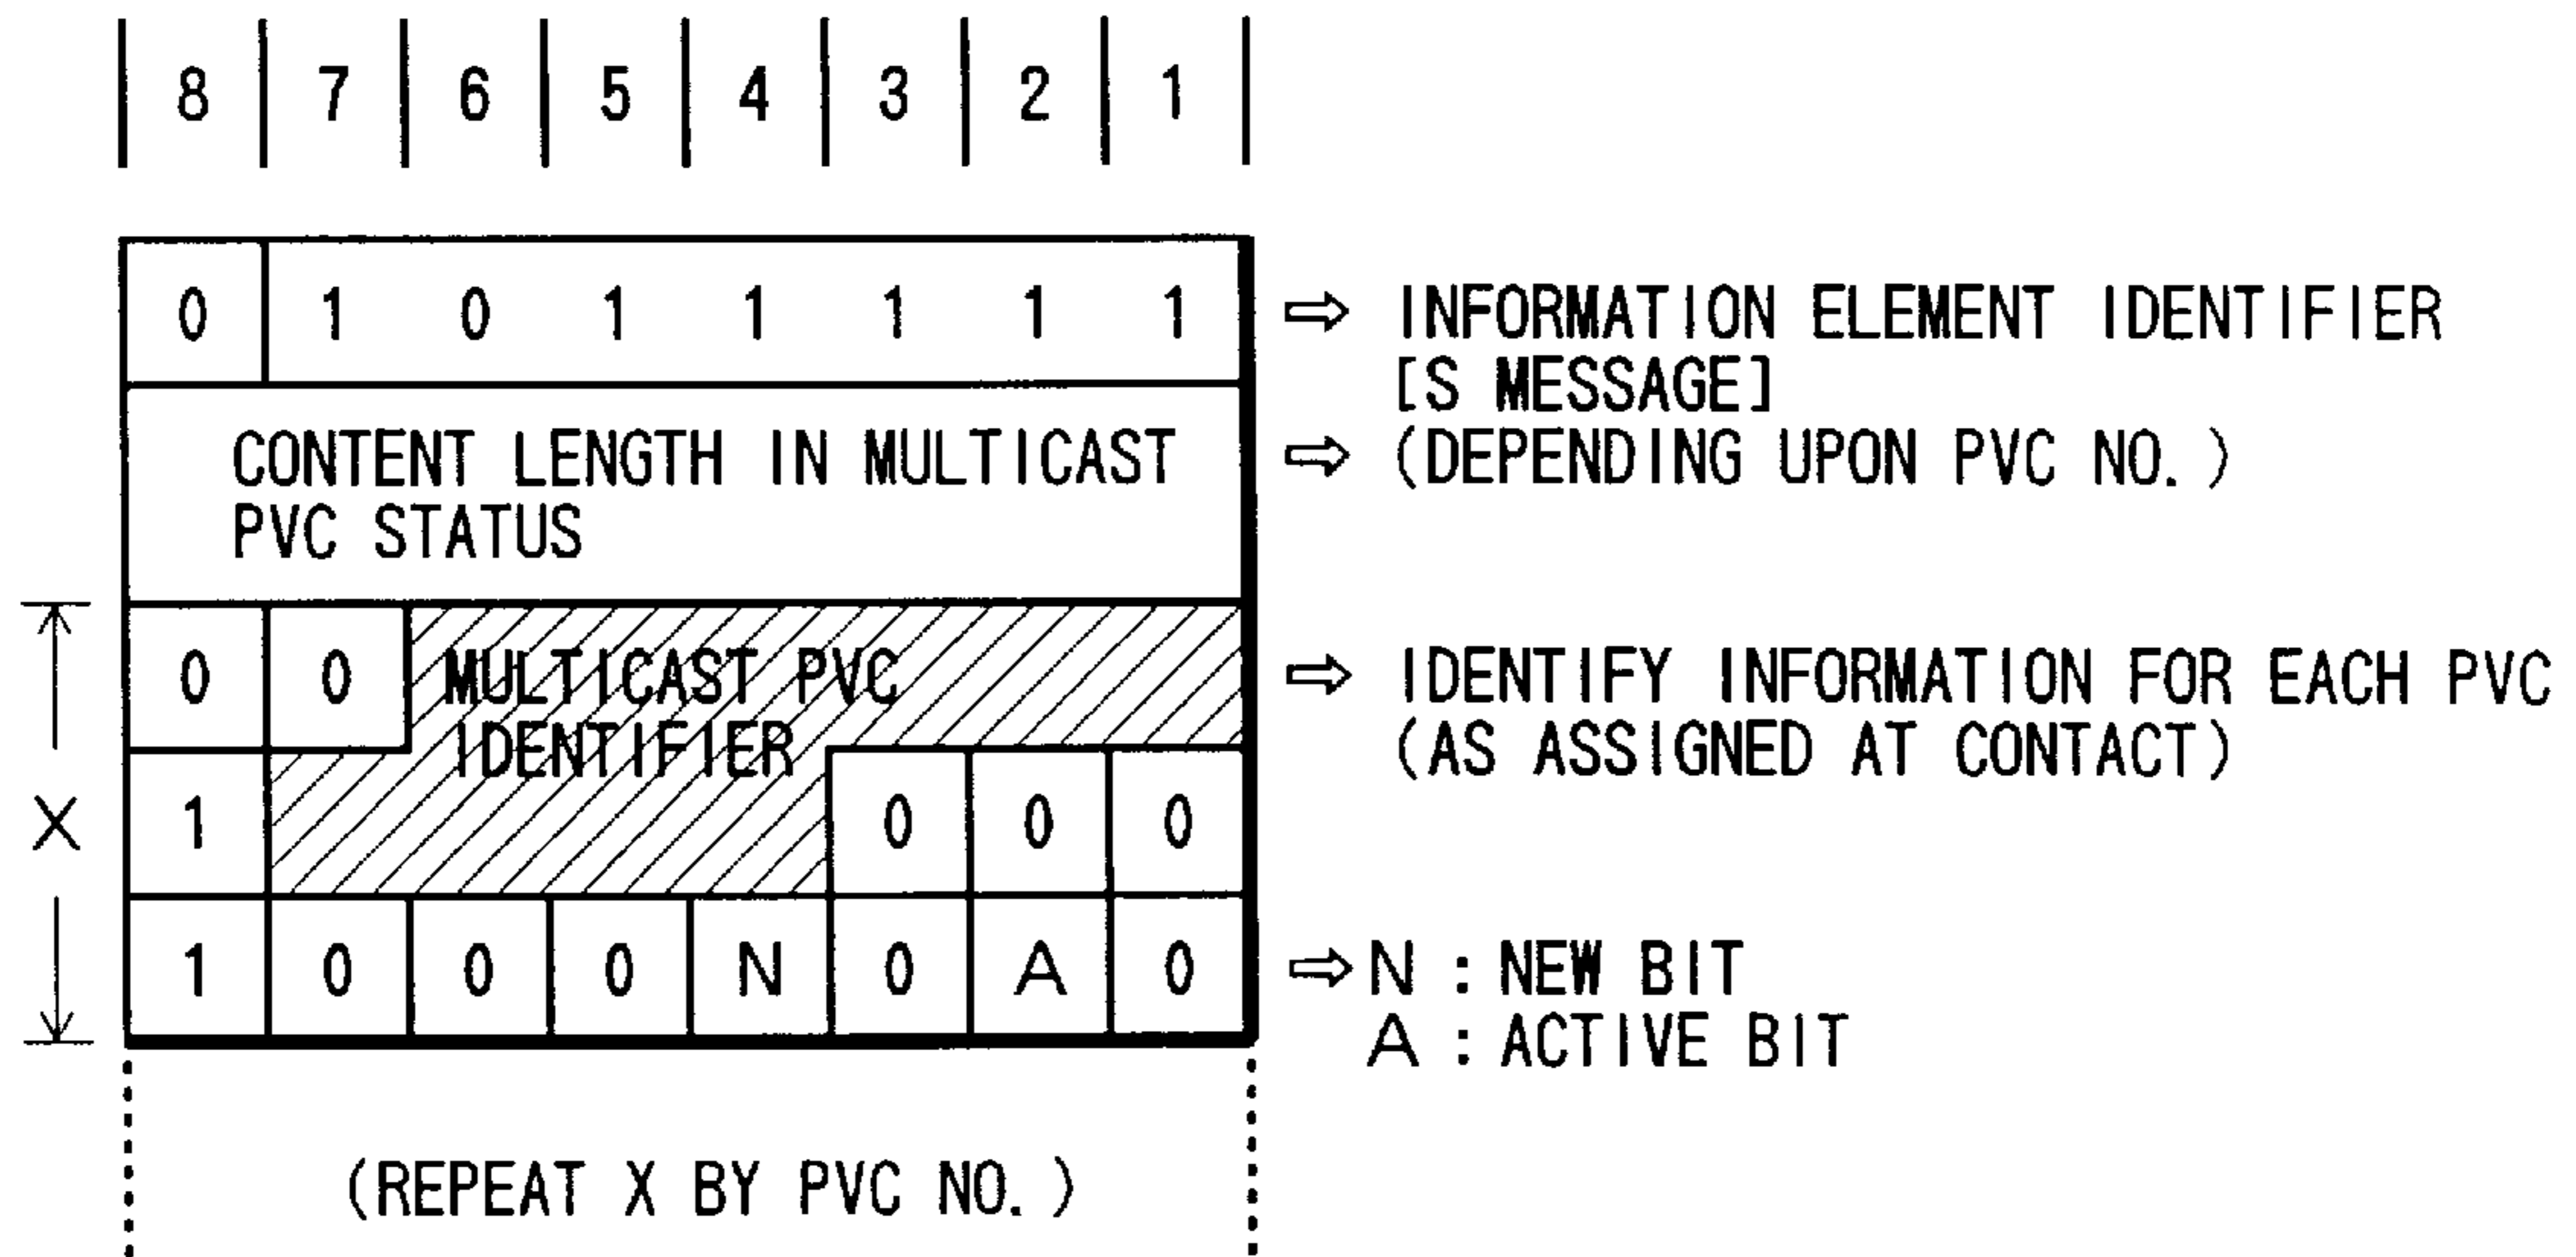 8 7 6 5 4 3 2 1
0 1 0 1 1 1 1 1 ⇨ INFORMATION ELEMENT IDENTIFIER
[S MESSAGE]
CONTENT LENGTH IN MULTICAST ⇨ (DEPENDING UPON PVC NO.)
PVC STATUS
0 0 MULTICAST PVC ⇨ IDENTIFY INFORMATION FOR EACH PVC
IDENTIFIER (AS ASSIGNED AT CONTACT)
X 1 0 0 0
1 0 0 0 N 0 A 0 ⇨ N : NEW BIT
A : ACTIVE BIT
(REPEAT X BY PVC NO.)